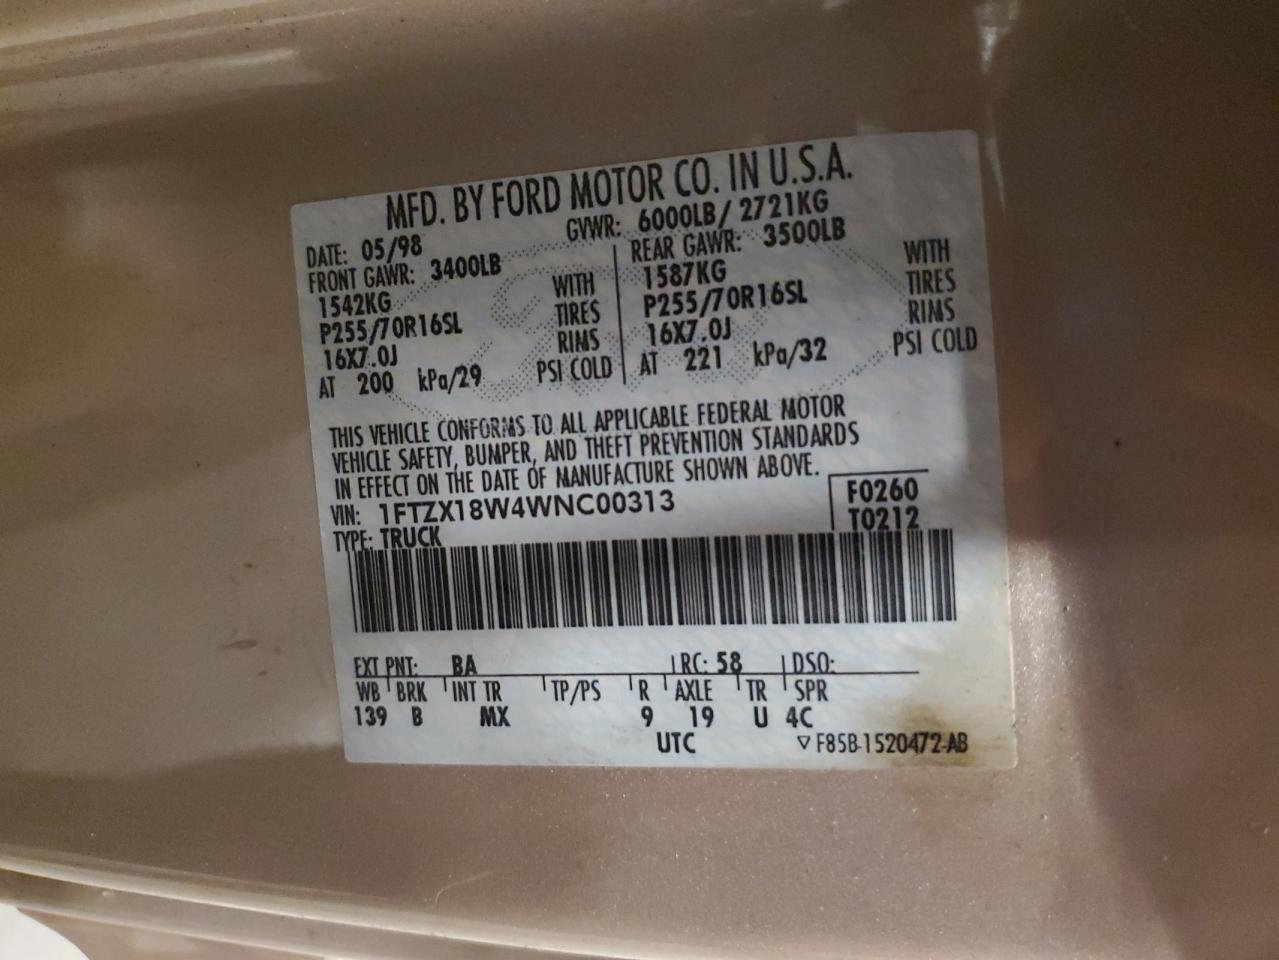 MFD. BY FORD MOTOR CO. IN U.S.A.
DATE: 05/98 GVWR: 6000LB/ 2721KG
FRONT GAWR: 3400LB REAR GAWR: 3500LB
1542KG WITH 1587KG WITH
P255/70R16SL TIRES P255/70R16SL TIRES
16X7.0J RIMS 16X7.0J RIMS
AT 200 kPa/29 PSI COLD AT 221 kPa/32 PSI COLD
THIS VEHICLE CONFORMS TO ALL APPLICABLE FEDERAL MOTOR
VEHICLE SAFETY, BUMPER, AND THEFT PREVENTION STANDARDS
IN EFFECT ON THE DATE OF MANUFACTURE SHOWN ABOVE.
VIN: 1FTZX18W4WNC00313 F0260
TYPE: TRUCK T0212
EXT PNT: BA RC: 58 DSO:
WB BRK INT TR TP/PS R AXLE TR SPR
139 B MX 9 19 U 4C
UTC ▽ F85B-1520472-AB